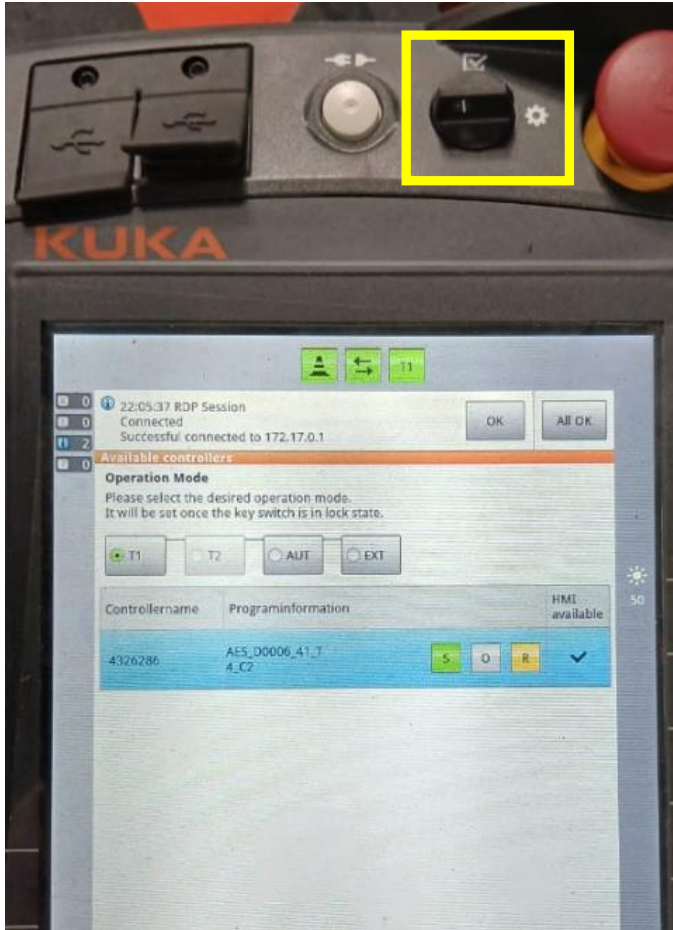 KUKA
T1
0
0
2
0
22:05:37 RDP Session
Connected
Successful connected to 172.17.0.1
OK
All OK
Available controllers
Operation Mode
Please select the desired operation mode.
It will be set once the key switch is in lock state.
T1
T2
AUT
EXT
50
Controllername
Programinformation
HMI
available
4326286
AES_D0006_41_T
4_C2
S
O
R